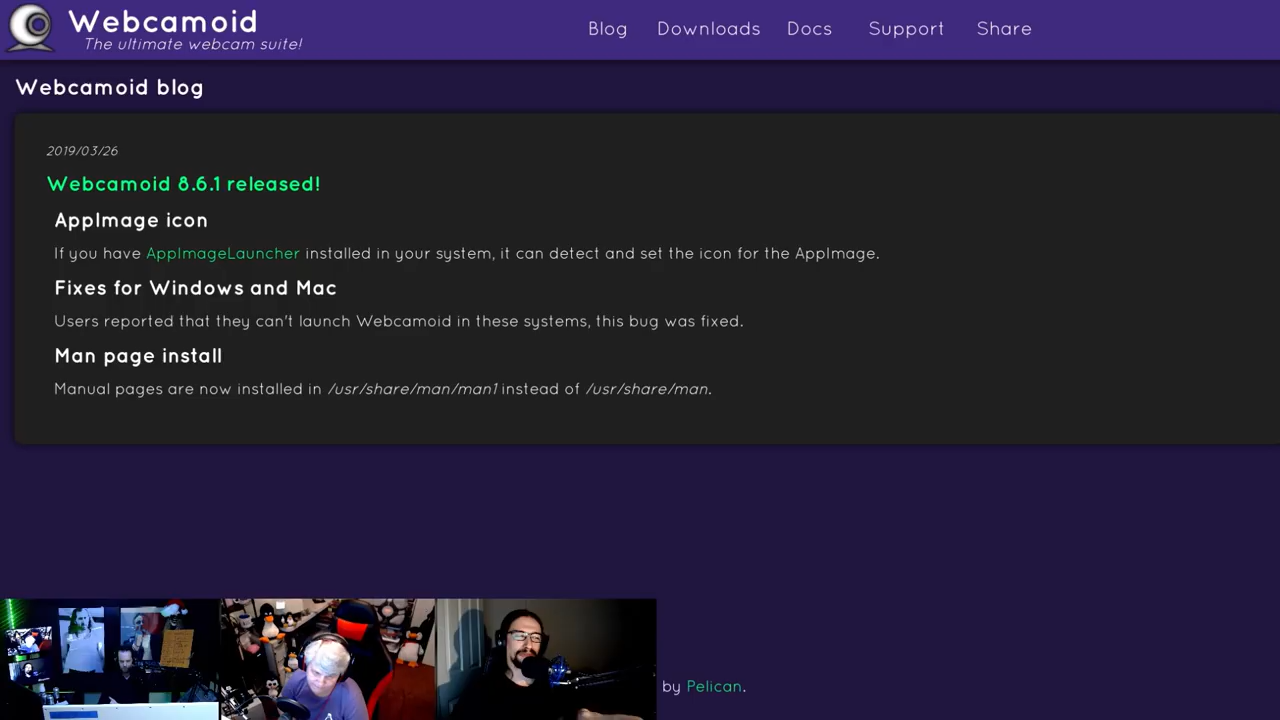 Webcamoid
The ultimate webcam suite!
Blog
Downloads
Docs
Support
Share
Webcamoid blog
2019/03/26
Webcamoid 8.6.1 released!
AppImage icon
If you have AppImageLauncher installed in your system, it can detect and set the icon for the AppImage.
Fixes for Windows and Mac
Users reported that they can't launch Webcamoid in these systems, this bug was fixed.
Man page install
Manual pages are now installed in /usr/share/man/man1 instead of /usr/share/man.
by Pelican.